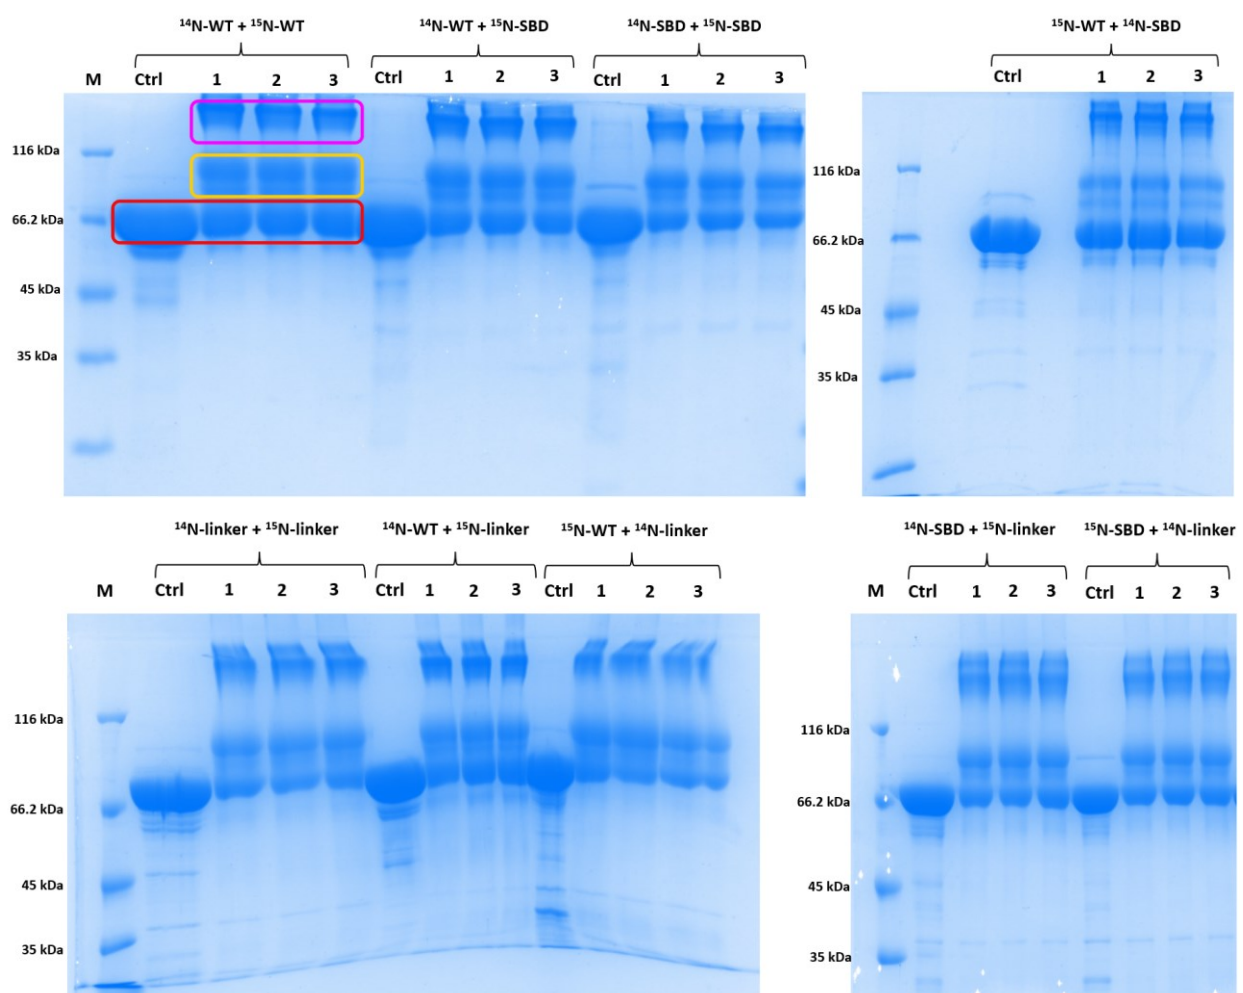 ¹⁴N-WT + ¹⁵N-WT ¹⁴N-WT + ¹⁵N-SBD ¹⁴N-SBD + ¹⁵N-SBD ¹⁵N-WT + ¹⁴N-SBD
M Ctrl 1 2 3 Ctrl 1 2 3 Ctrl 1 2 3 Ctrl 1 2 3
116 kDa
66.2 kDa
45 kDa
35 kDa
116 kDa
66.2 kDa
45 kDa
35 kDa
¹⁴N-linker + ¹⁵N-linker ¹⁴N-WT + ¹⁵N-linker ¹⁵N-WT + ¹⁴N-linker ¹⁴N-SBD + ¹⁵N-linker ¹⁵N-SBD + ¹⁴N-linker
M Ctrl 1 2 3 Ctrl 1 2 3 Ctrl 1 2 3 M Ctrl 1 2 3 Ctrl 1 2 3
116 kDa
66.2 kDa
45 kDa
35 kDa
116 kDa
66.2 kDa
45 kDa
35 kDa